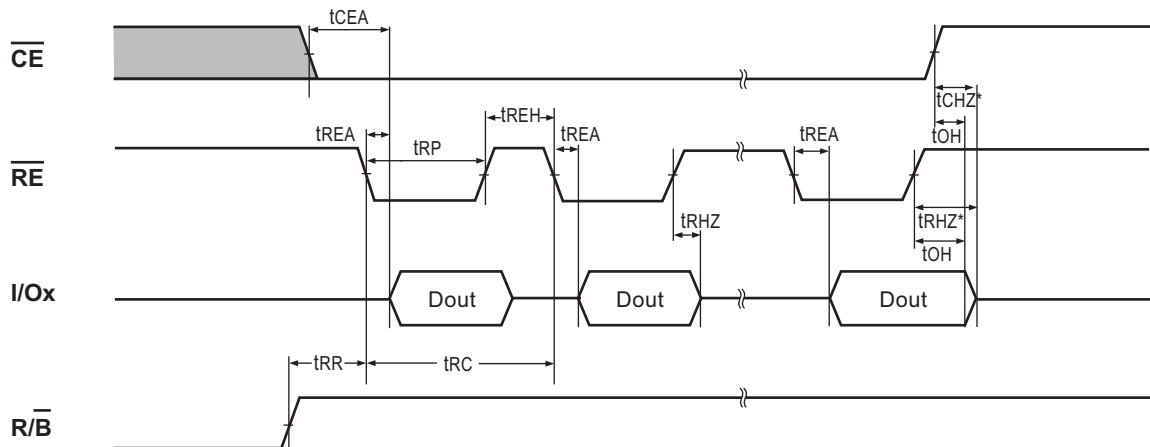 tCEA
CE
tCHZ*
tREH
tREA
tRP
tREA
tREA
tOH
RE
tRHZ
tRHZ*
tOH
I/Ox
Dout
Dout
Dout
tRR
tRC
R/B